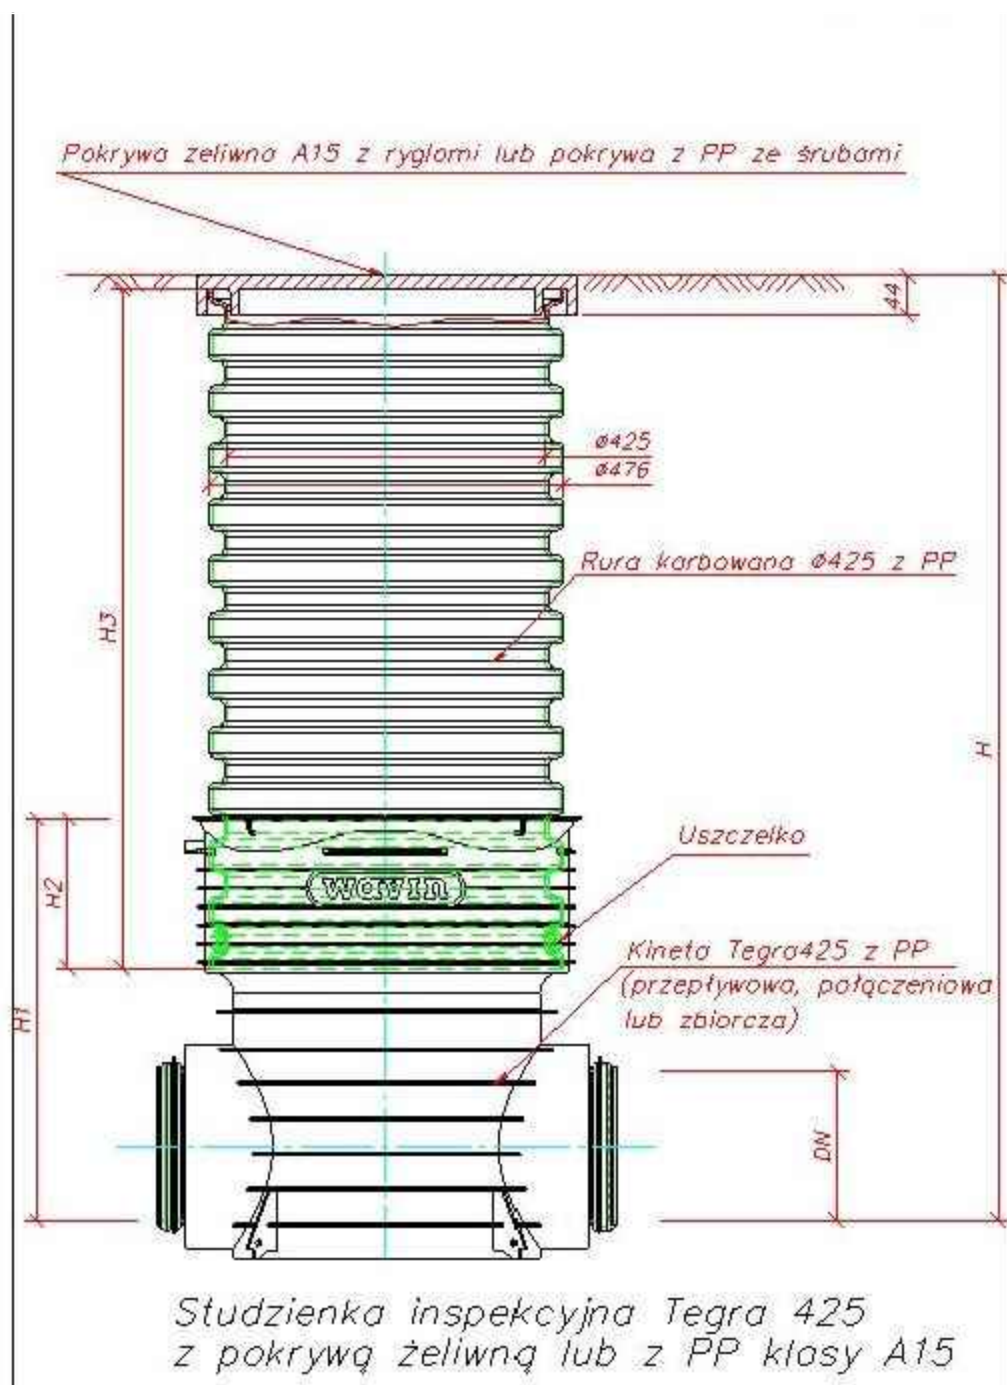 Pokrywa żeliwna A15 z ryglami lub pokrywa z PP ze śrubami
44
ø425
ø476
Rura karbowana ø425 z PP
H3
H
Uszczelka
H2
wavin
Kineta Tegra425 z PP
(przepływowa, połączeniowa
lub zbiorcza)
H1
DN
Studzienka inspekcyjna Tegra 425
z pokrywą żeliwną lub z PP klasy A15